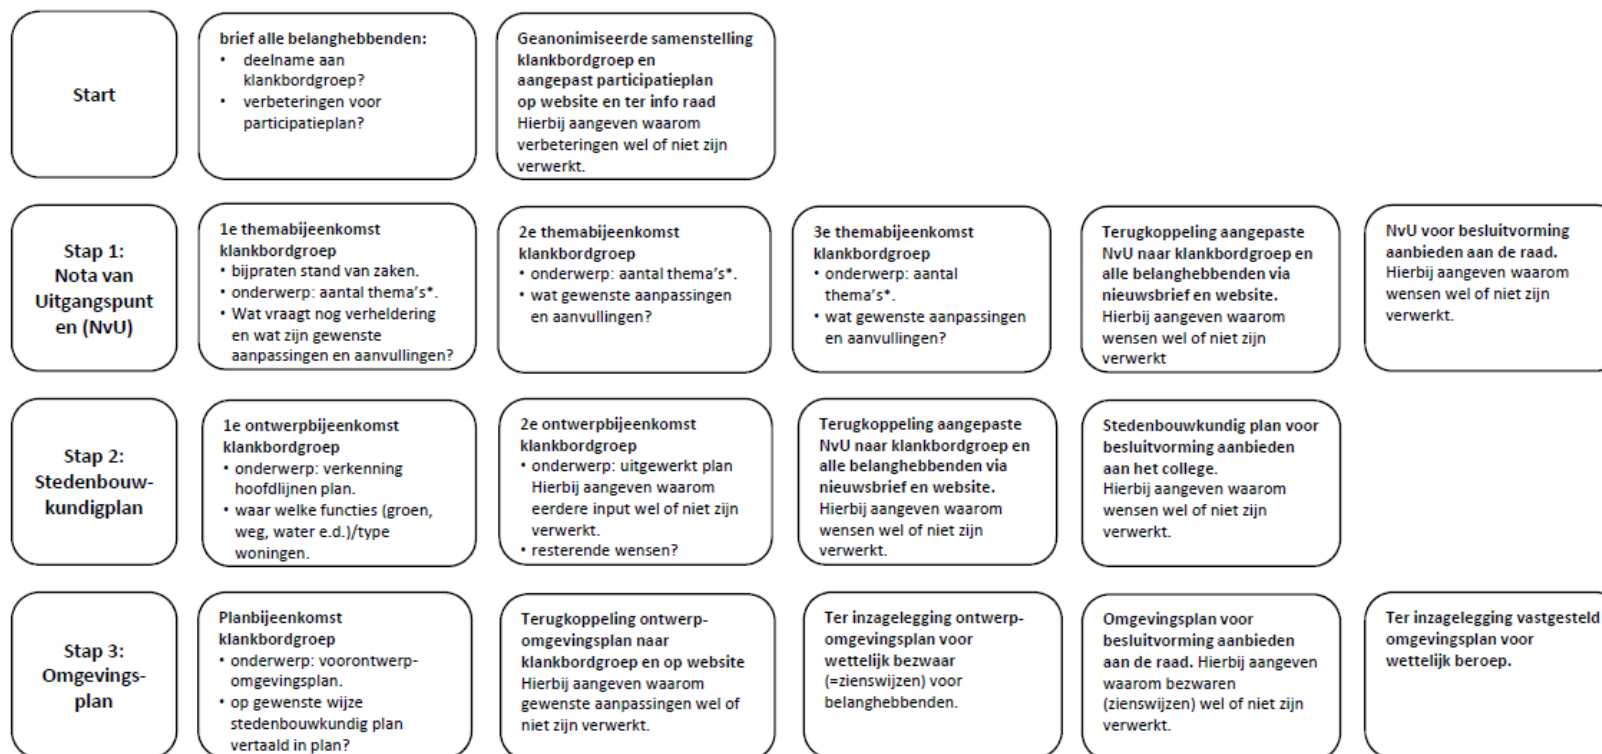 Start
brief alle belanghebbenden:
• deelname aan
klankbordgroep?
• verbeteringen voor
participatieplan?
Geanonimiseerde samenstelling
klankbordgroep en
aangepast participatieplan
op website en ter info raad
Hierbij aangeven waarom
verbeteringen wel of niet zijn
verwerkt.
Stap 1:
Nota van
Uitgangspunt
en (NvU)
1e themabijeenkomst
klankbordgroep
• bijpraten stand van zaken.
• onderwerp: aantal thema's*.
• Wat vraagt nog verheldering
en wat zijn gewenste
aanpassingen en aanvullingen?
2e themabijeenkomst
klankbordgroep
• onderwerp: aantal thema's*.
• wat gewenste aanpassingen
en aanvullingen?
3e themabijeenkomst
klankbordgroep
• onderwerp: aantal
thema's*.
• wat gewenste aanpassingen
en aanvullingen?
Terugkoppeling aangepaste
NvU naar klankbordgroep en
alle belanghebbenden via
nieuwsbrief en website.
Hierbij aangeven waarom
wensen wel of niet zijn
verwerkt
NvU voor besluitvorming
aanbieden aan de raad.
Hierbij aangeven waarom
wensen wel of niet zijn
verwerkt.
Stap 2:
Stedenbouw-
kundigplan
1e ontwerpbijeenkomst
klankbordgroep
• onderwerp: verkenning
hoofdlijnen plan.
• waar welke functies (groen,
weg, water e.d.)/type
woningen.
2e ontwerpbijeenkomst
klankbordgroep
• onderwerp: uitgewerkt plan
Hierbij aangeven waarom
eerdere input wel of niet zijn
verwerkt.
• resterende wensen?
Terugkoppeling aangepaste
NvU naar klankbordgroep en
alle belanghebbenden via
nieuwsbrief en website.
Hierbij aangeven waarom
wensen wel of niet zijn
verwerkt.
Stedenbouwkundig plan voor
besluitvorming aanbieden
aan het college.
Hierbij aangeven waarom
wensen wel of niet zijn
verwerkt.
Stap 3:
Omgevings-
plan
Planbijeenkomst
klankbordgroep
• onderwerp: voorontwerp-
omgevingsplan.
• op gewenste wijze
stedenbouwkundig plan
vertaald in plan?
Terugkoppeling ontwerp-
omgevingsplan naar
klankbordgroep en op website
Hierbij aangeven waarom
gewenste aanpassingen wel of
niet zijn verwerkt.
Ter inzagelegging ontwerp-
omgevingsplan voor
wettelijk bezwaar
(=zienswijzen) voor
belanghebbenden.
Omgevingsplan voor
besluitvorming aanbieden
aan de raad. Hierbij aangeven
waarom bezwaren
(zienswijzen) wel of niet zijn
verwerkt.
Ter inzagelegging vastgesteld
omgevingsplan voor
wettelijk beroep.